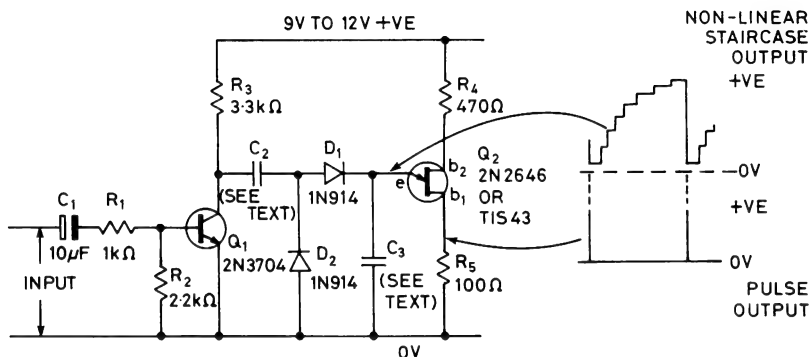 9V TO 12V +VE
NON-LINEAR
STAIRCASE
OUTPUT
+VE
R3
3·3kΩ
R4
470Ω
C2
(SEE
TEXT)
D1
1N914
e
b2
b1
Q2
2N2646
OR
TIS43
0V
+VE
C1
10μF
R1
1kΩ
Q1
2N3704
D2
1N914
C3
(SEE
TEXT)
INPUT
R2
2·2kΩ
R5
100Ω
0V
PULSE
OUTPUT
0V